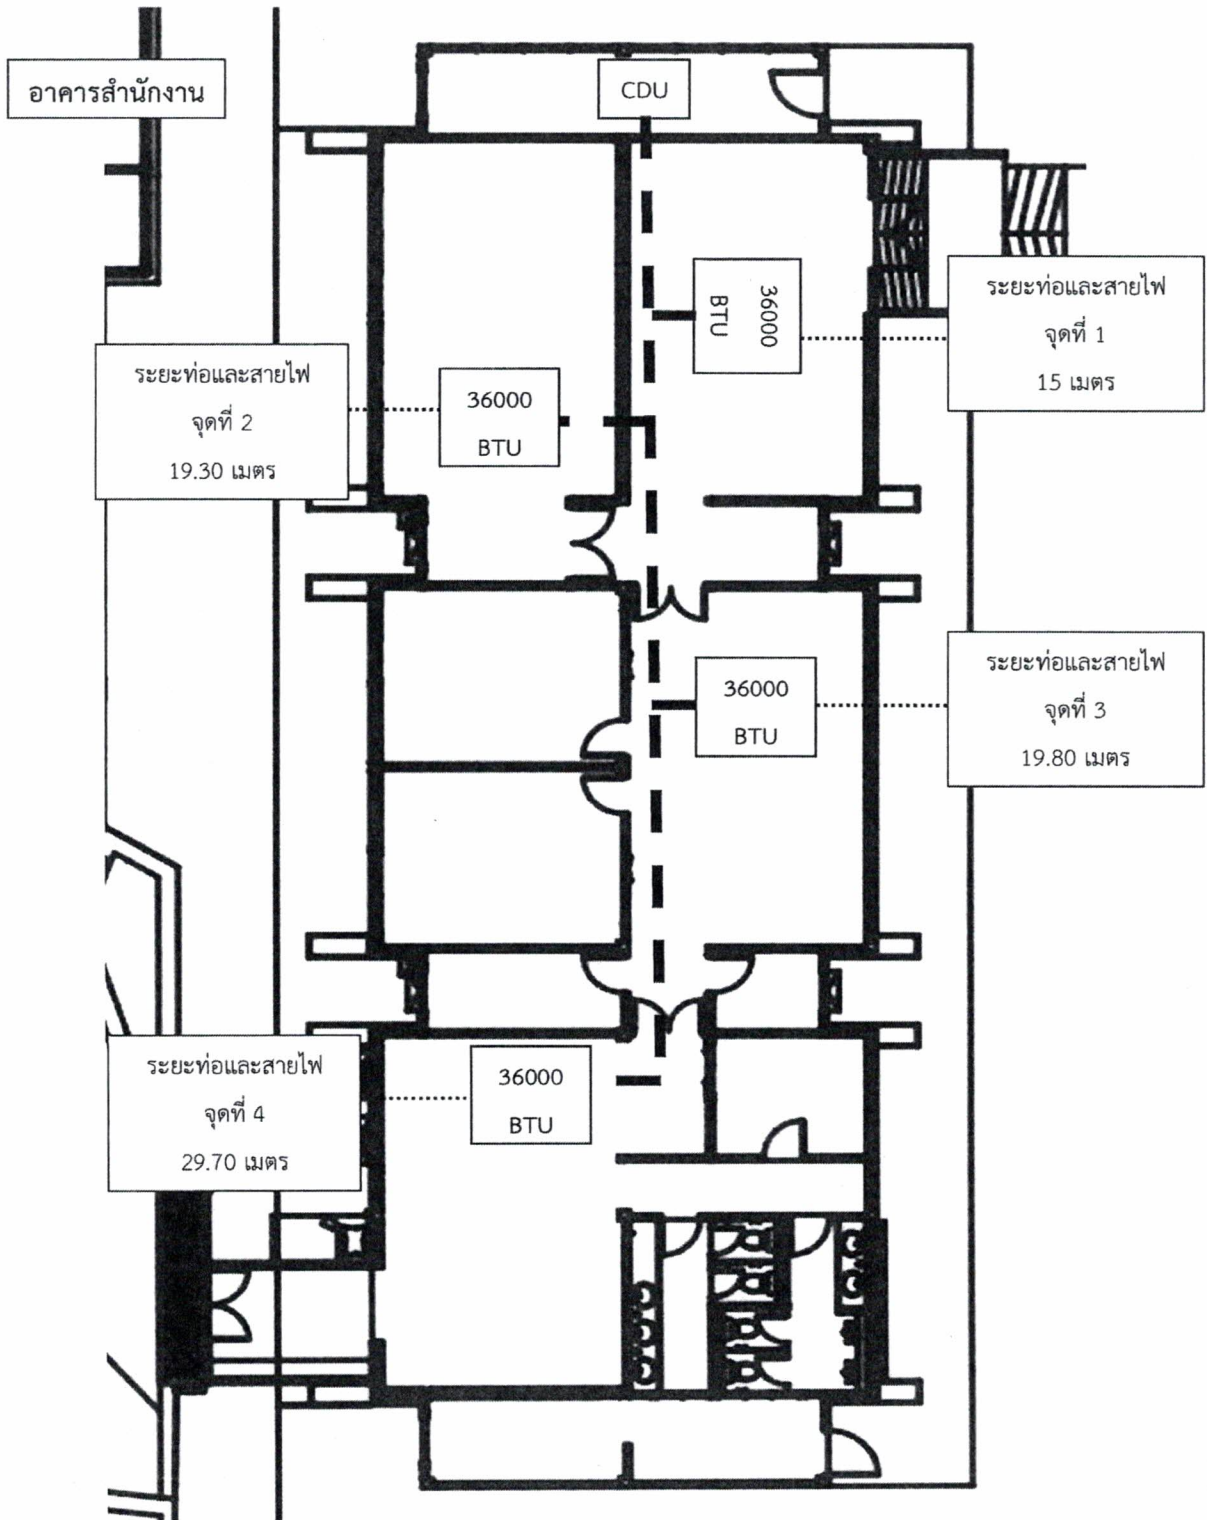 อาคารสำนักงาน
CDU
36000
BTU
ระยะท่อและสายไฟ
จุดที่ 1
15 เมตร
ระยะท่อและสายไฟ
จุดที่ 2
19.30 เมตร
36000
BTU
36000
BTU
ระยะท่อและสายไฟ
จุดที่ 3
19.80 เมตร
ระยะท่อและสายไฟ
จุดที่ 4
29.70 เมตร
36000
BTU